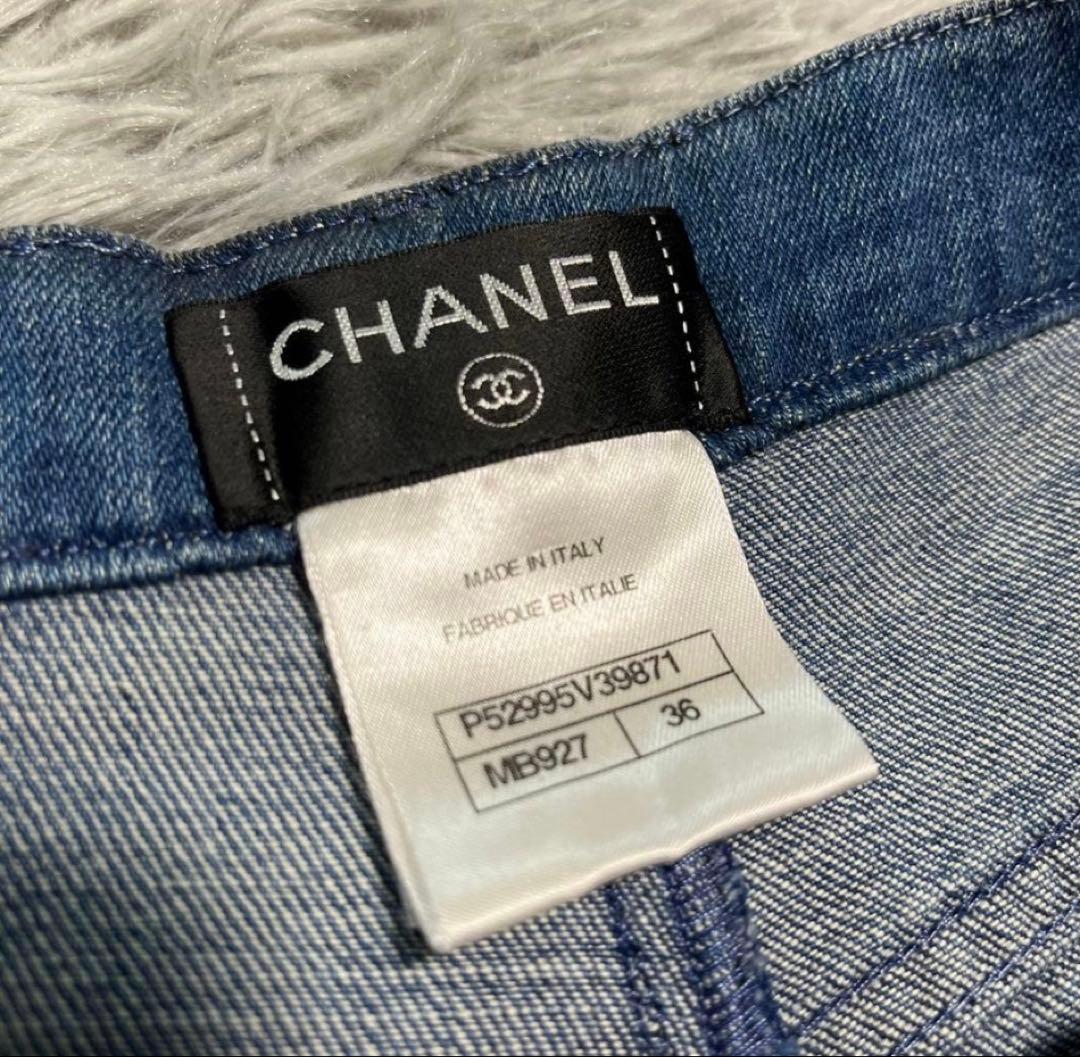 CHANEL
MADE IN ITALY
FABRIQUE EN ITALIE
P52995V39871
MB927 36